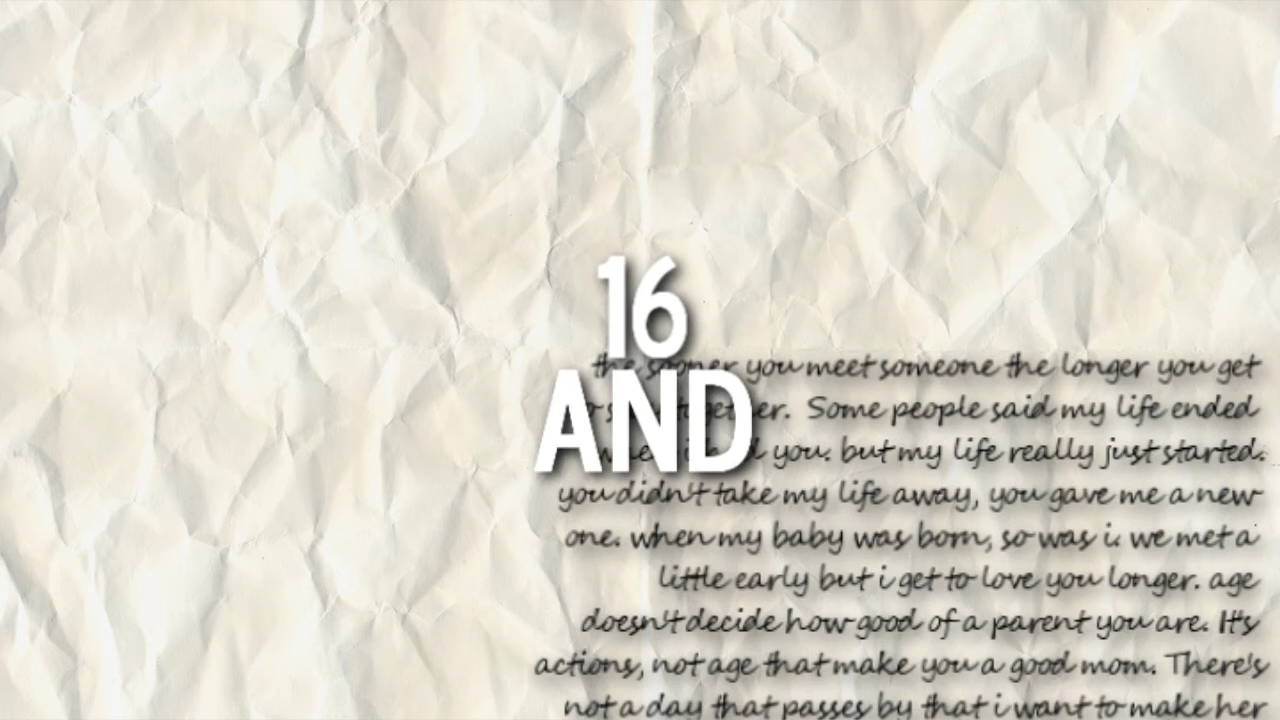 16
AND
the sooner you meet someone the longer you get
together. Some people said my life ended
when i had you. but my life really just started.
you didn't take my life away, you gave me a new
one. when my baby was born, so was i. we met a
little early but i get to love you longer. age
doesn't decide how good of a parent you are. It's
actions, not age that make you a good mom. There's
not a day that passes by that i want to make her